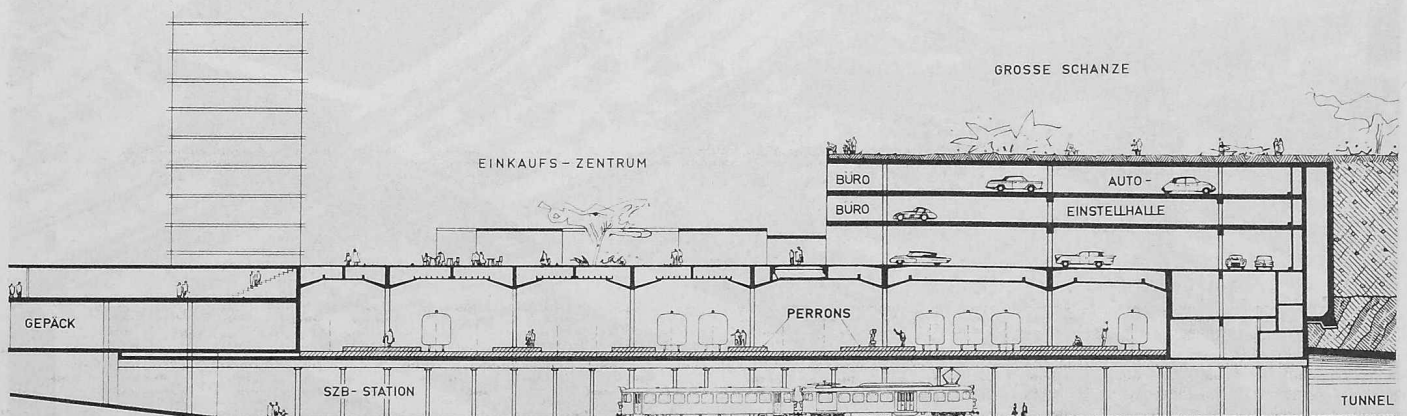 GROSSE SCHANZE
EINKAUFS-ZENTRUM
BÜRO
AUTO-
BÜRO
EINSTELLHALLE
GEPÄCK
PERRONS
SZB-STATION
TUNNEL